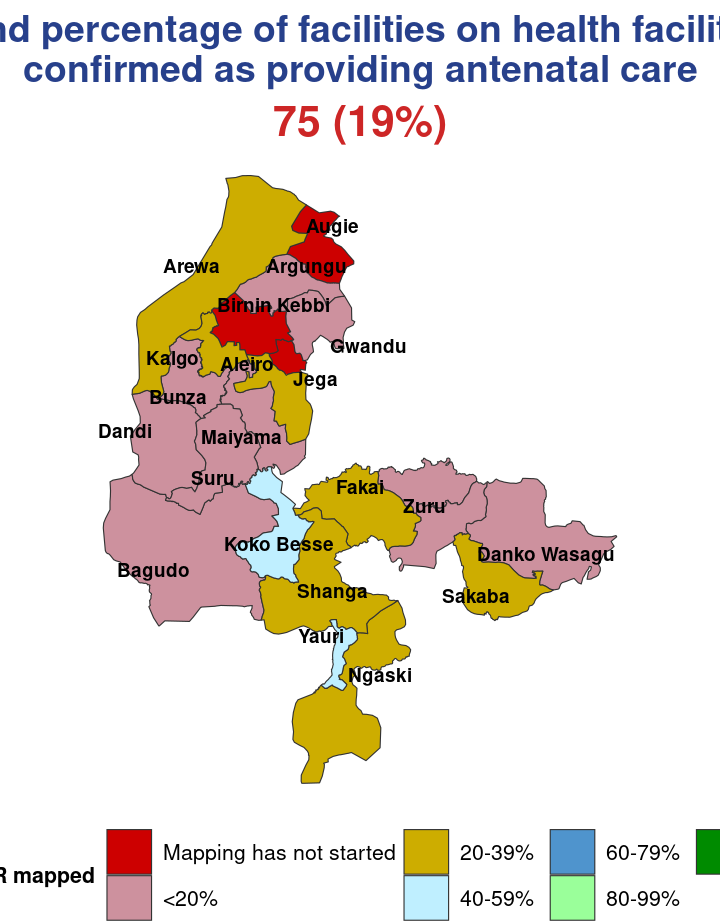 nd percentage of facilities on health facilit
confirmed as providing antenatal care
75 (19%)
Augie
Arewa
Argungu
Birnin Kebbi
Gwandu
Kalgo
Aleiro
Jega
Bunza
Dandi
Maiyama
Suru
Fakai
Zuru
Koko Besse
Danko Wasagu
Bagudo
Shanga
Sakaba
Yauri
Ngaski
R mapped
Mapping has not started
20-39%
60-79%
<20%
40-59%
80-99%